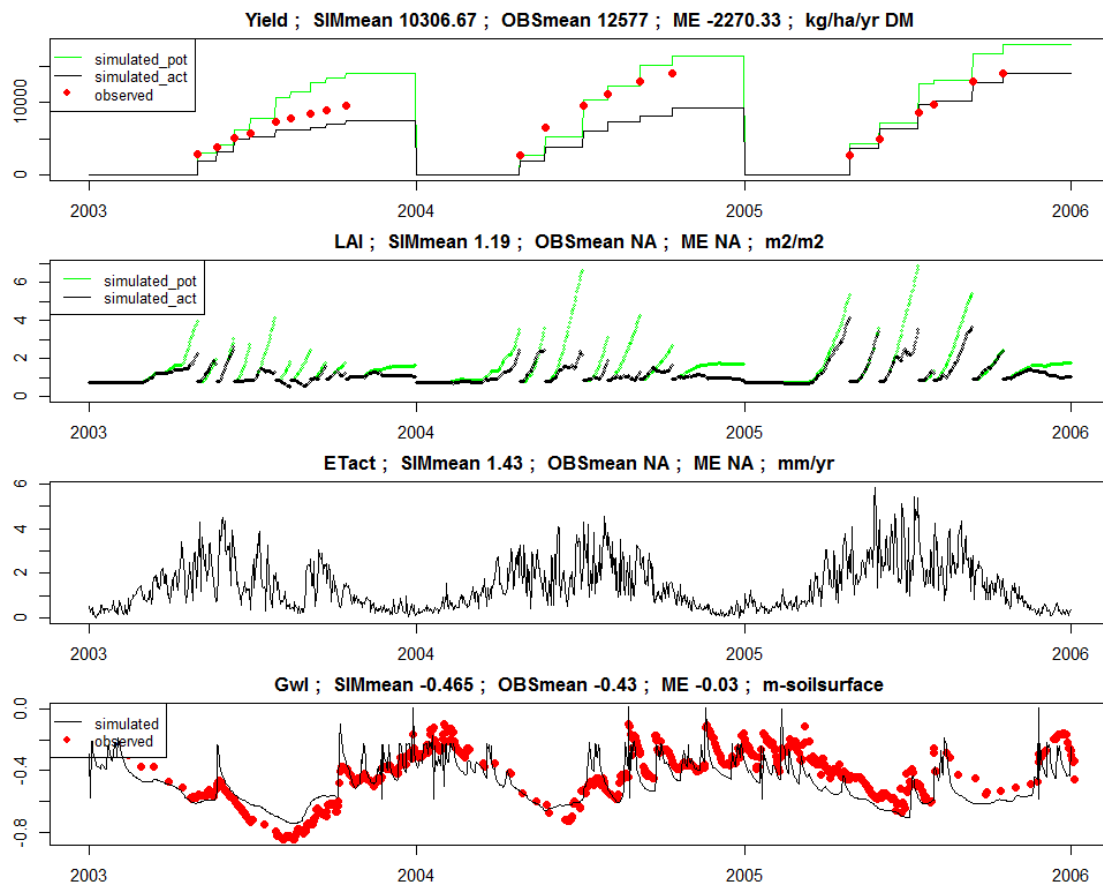 Yield ; SIMmean 10306.67 ; OBSmean 12577 ; ME -2270.33 ; kg/ha/yr DM
simulated_pot
simulated_act
observed
10000
0
2003 2004 2005 2006
LAI ; SIMmean 1.19 ; OBSmean NA ; ME NA ; m2/m2
simulated_pot
simulated_act
6
4
2
0
2003 2004 2005 2006
ETact ; SIMmean 1.43 ; OBSmean NA ; ME NA ; mm/yr
6
4
2
0
2003 2004 2005 2006
Gwl ; SIMmean -0.465 ; OBSmean -0.43 ; ME -0.03 ; m-soilsurface
simulated
observed
0.0
-0.4
-0.8
2003 2004 2005 2006